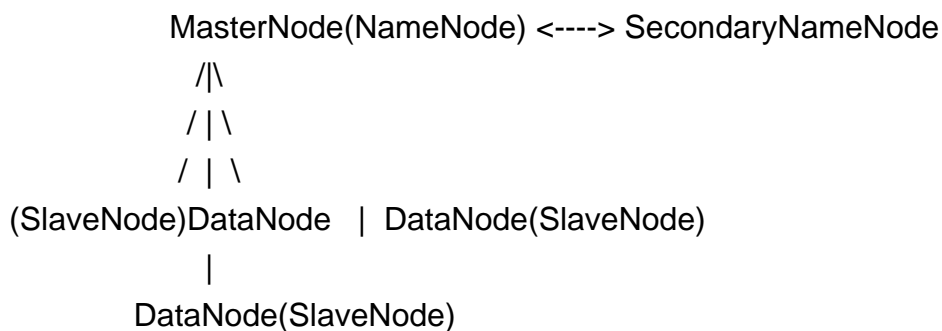 MasterNode(NameNode) <----> SecondaryNameNode
/|\
/ | \
/ | \
(SlaveNode)DataNode | DataNode(SlaveNode)
|
DataNode(SlaveNode)